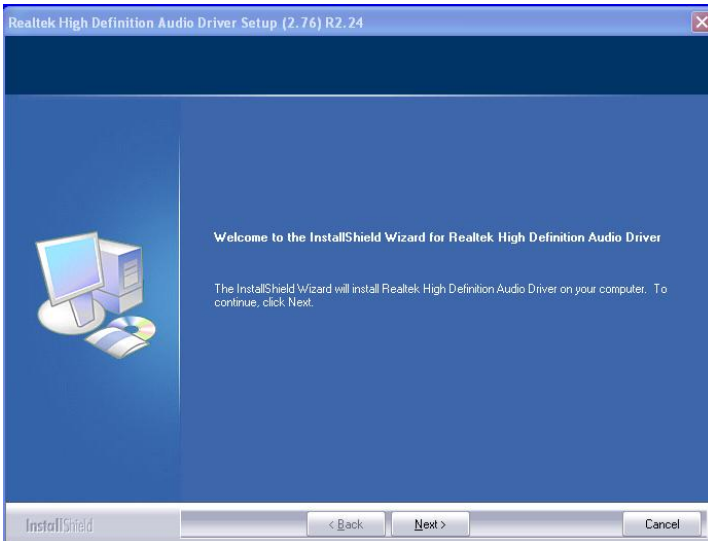 Realtek High Definition Audio Driver Setup (2.76) R2.24
Welcome to the InstallShield Wizard for Realtek High Definition Audio Driver
The InstallShield Wizard will install Realtek High Definition Audio Driver on your computer. To
continue, click Next.
InstallShield
< Back
Next >
Cancel